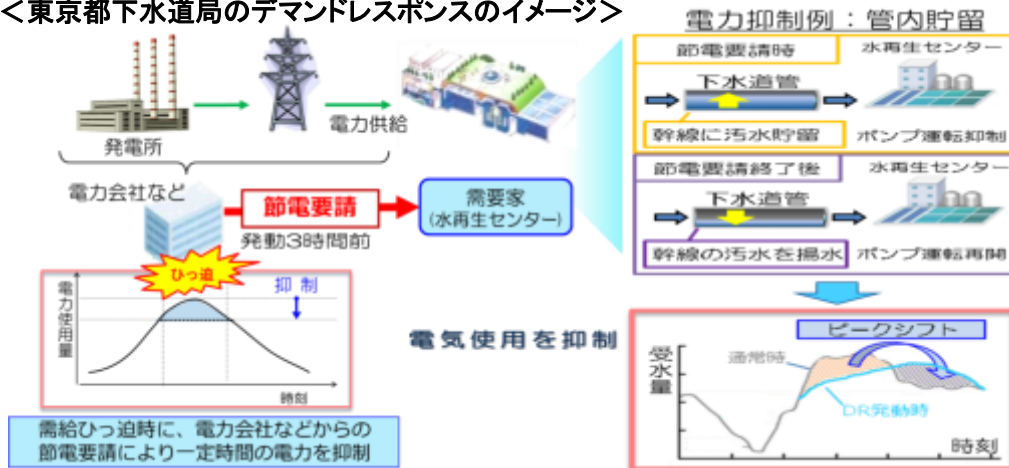 ＜東京都下水道局のデマンドレスポンスのイメージ＞
発電所
電力供給
電力会社など
節電要請
発動3時間前
需要家
(水再生センター)
ひっ迫
電力使用量
抑制
時刻
需給ひっ迫時に、電力会社などからの
節電要請により一定時間の電力を抑制
電気使用を抑制
電力抑制例：管内貯留
節電要請時
水再生センター
下水道管
幹線に汚水貯留
ポンプ運転抑制
節電要請終了後
水再生センター
下水道管
幹線の汚水を揚水
ポンプ運転再開
ピークシフト
受水量
通常時
DR発動時
時刻